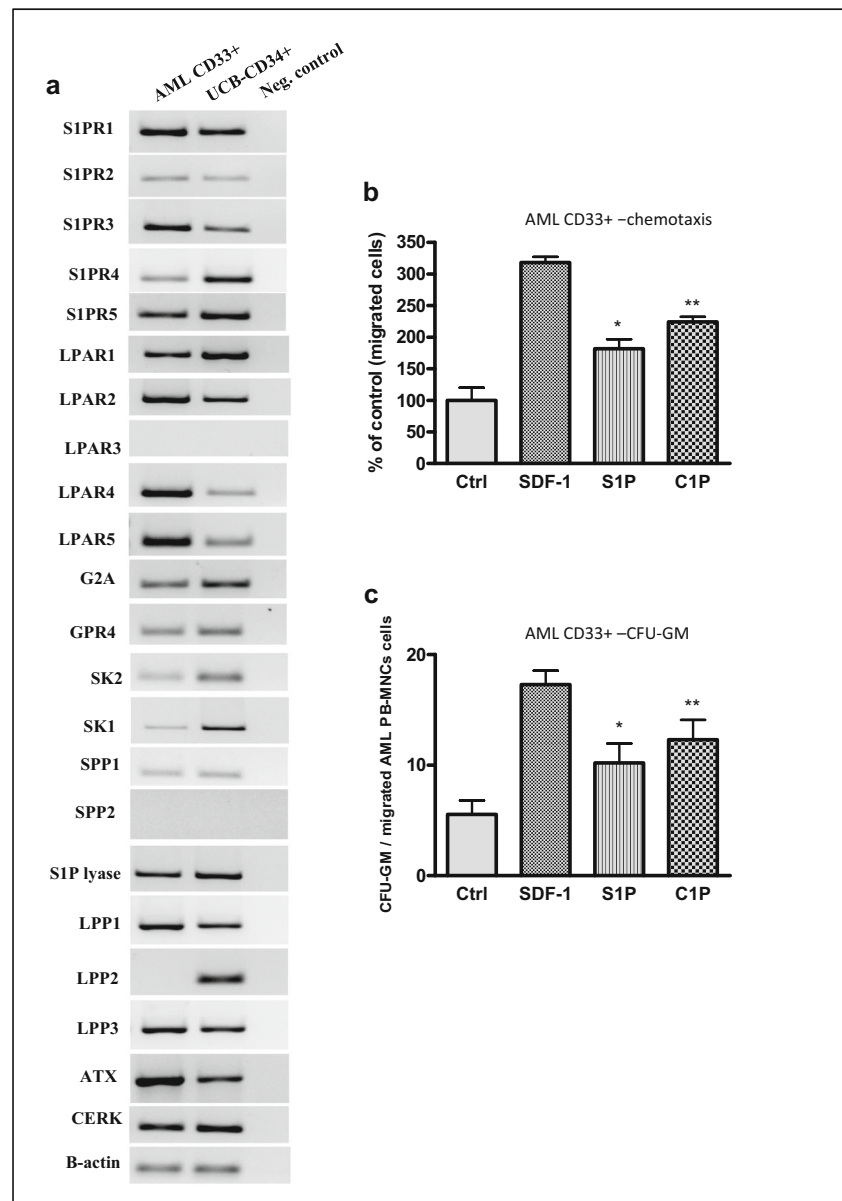 a
AML CD33+
UCB-CD34+
Neg. control
S1PR1
S1PR2
S1PR3
S1PR4
S1PR5
LPAR1
LPAR2
LPAR3
LPAR4
LPAR5
G2A
GPR4
SK2
SK1
SPP1
SPP2
S1P lyase
LPP1
LPP2
LPP3
ATX
CERK
B-actin
b
AML CD33+ –chemotaxis
% of control (migrated cells)
350
300
250
200
150
100
50
0
*
**
Ctrl SDF-1 S1P C1P
c
AML CD33+ –CFU-GM
CFU-GM / migrated AML PB-MNCs cells
20
10
0
*
**
Ctrl SDF-1 S1P C1P